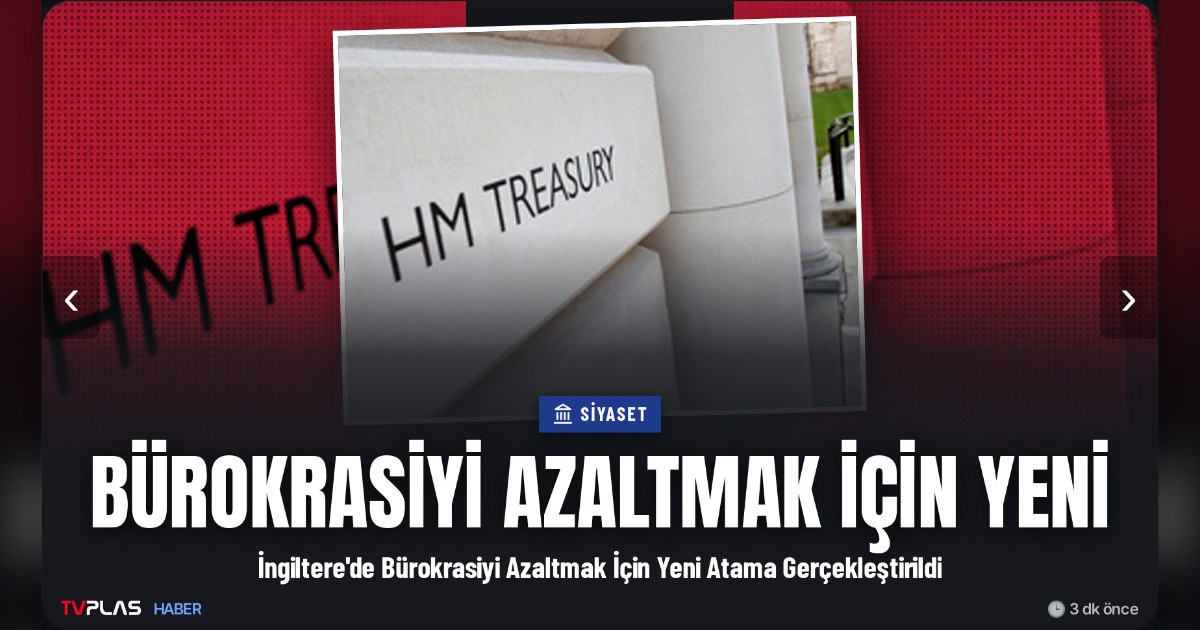 HM TREASURY
HM TRE
SİYASET
BÜROKRASİYİ AZALTMAK İÇİN YENİ
İngiltere'de Bürokrasiyi Azaltmak İçin Yeni Atama Gerçekleştirildi
TVPLAS HABER
3 dk önce